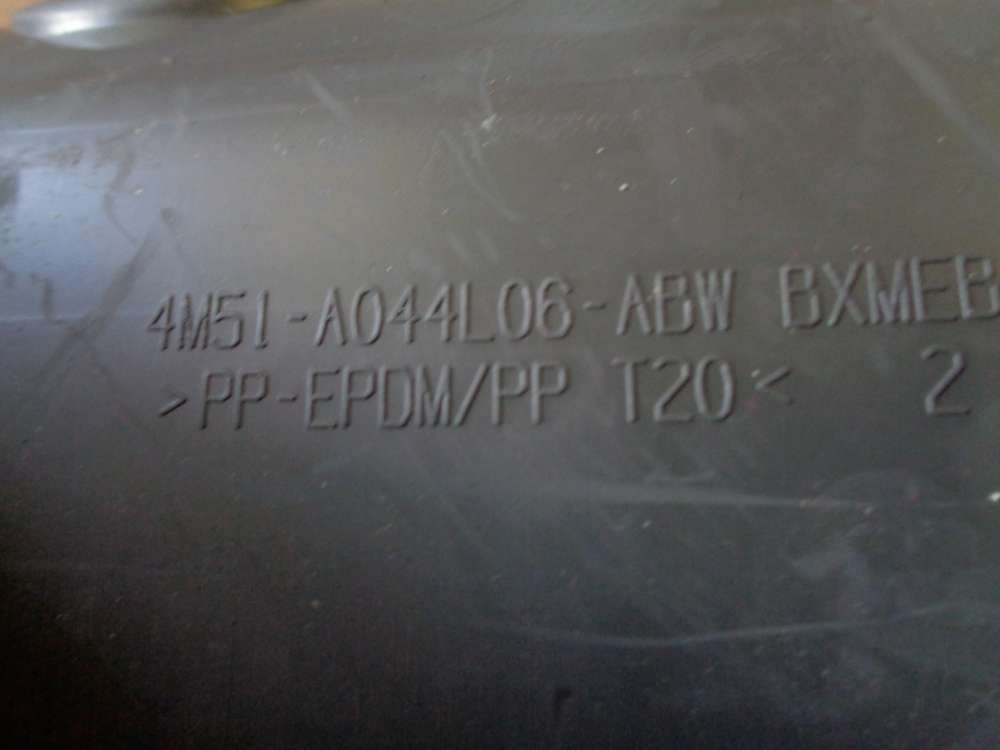 4M51-A044L06-ABW BXMEB
>PP-EPDM/PP T20< 2